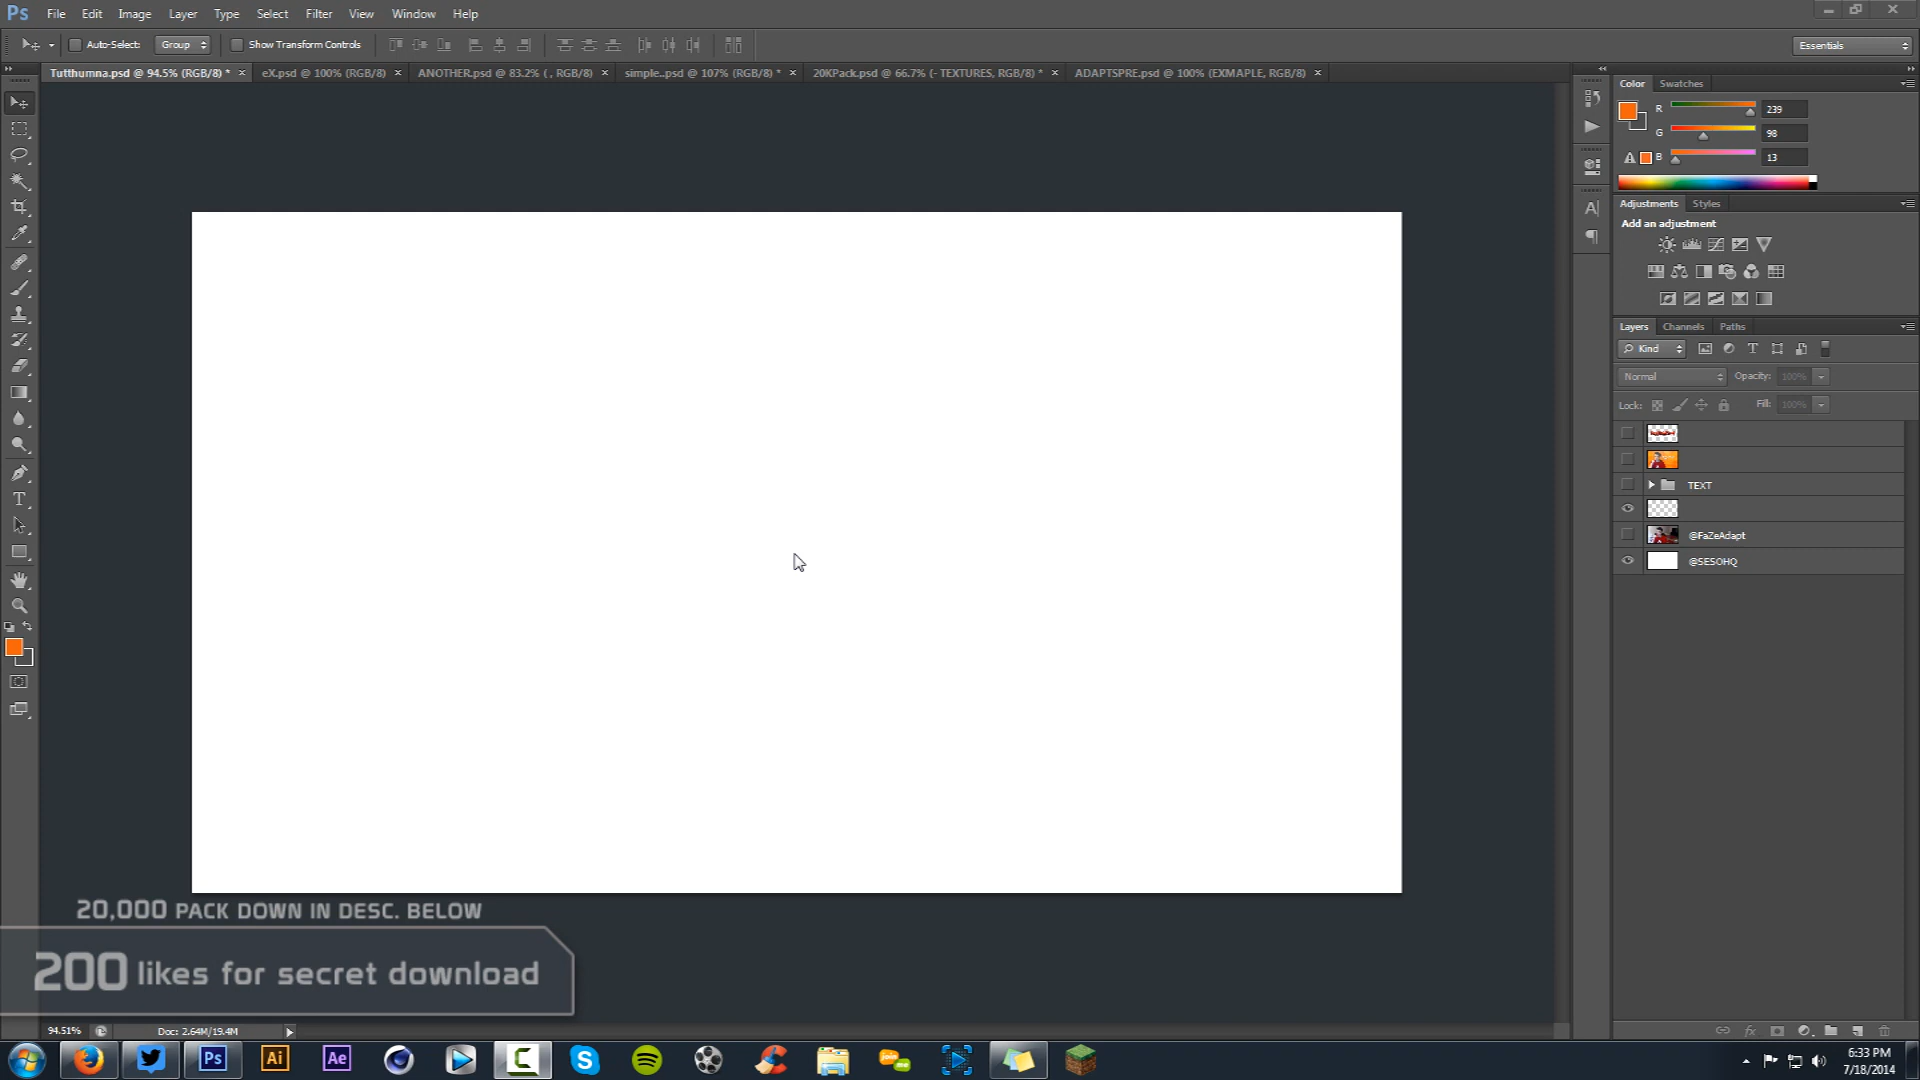 Ps File Edit Image Layer Type Select Filter View Window Help
Auto-Select: Group Show Transform Controls Essentials
Tutthumna.psd @ 94.5% (RGB/8) * eX.psd @ 100% (RGB/8) ANOTHER.psd @ 83.2% ( , RGB/8) simple..psd @ 107% (RGB/8) * 20KPack.psd @ 66.7% (- TEXTURES, RGB/8) * ADAPTSPRE.psd @ 100% (EXMAPLE, RGB/8)
Color Swatches
R 239
G 98
B 13
Adjustments Styles
Add an adjustment
Layers Channels Paths
Kind
Normal Opacity: 100%
Lock: Fill: 100%
TEXT
@FaZeAdapt
@SESOHQ
20,000 PACK DOWN IN DESC. BELOW
200 likes for secret download
94.51% Doc: 2.64M/19.4M
Ps Ai Ae
6:33 PM
7/18/2014